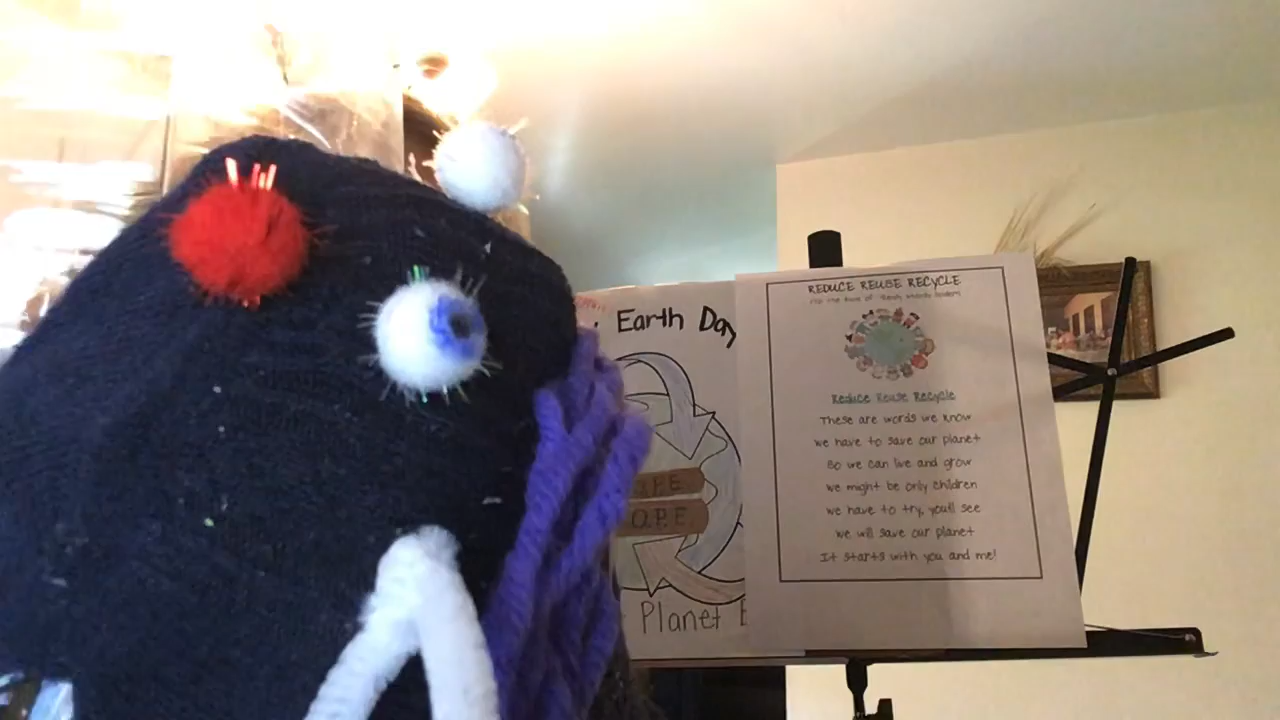 Earth Day
O.P.E.
O.P.E.
Planet
REDUCE REUSE RECYCLE
Reduce Reuse Recycle
These are words we know
We have to save our planet
So we can live and grow
We might be only children
We have to try, you'll see
We will save our planet
It starts with you and me!